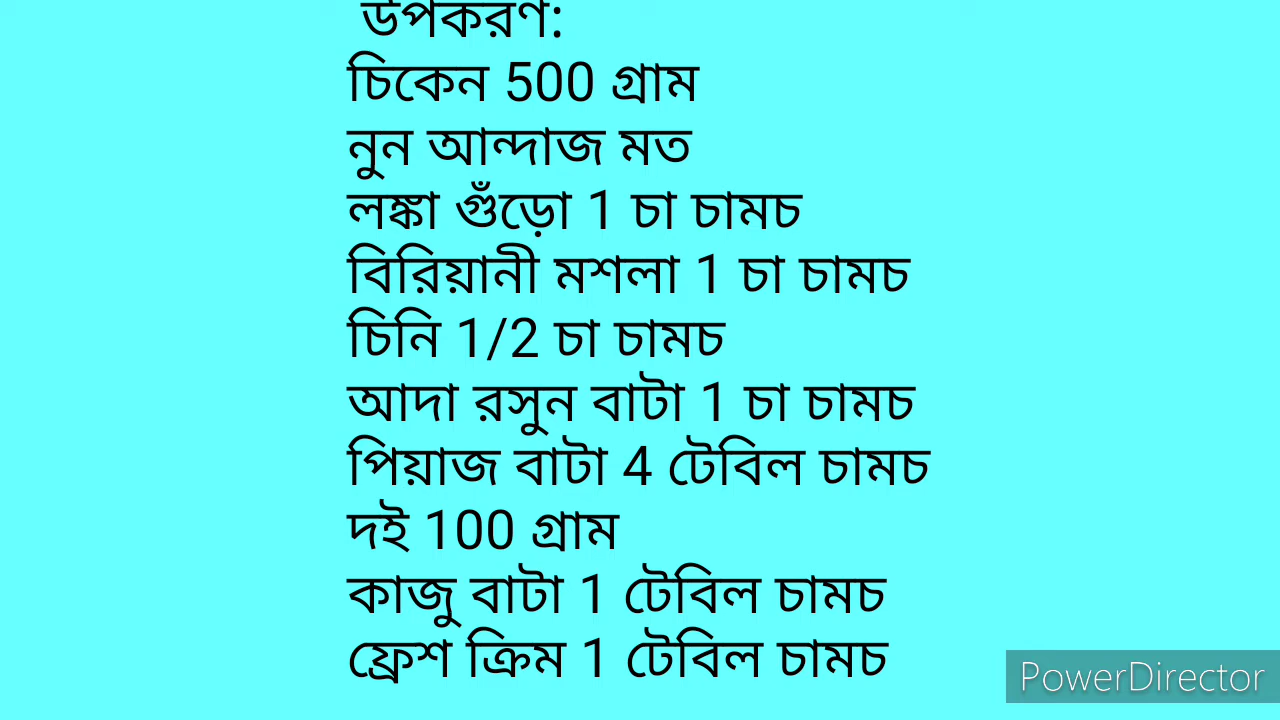 উপকরণ:
চিকেন 500 গ্রাম
নুন আন্দাজ মত
লঙ্কা গুঁড়ো 1 চা চামচ
বিরিয়ানী মশলা 1 চা চামচ
চিনি 1/2 চা চামচ
আদা রসুন বাটা 1 চা চামচ
পিয়াজ বাটা 4 টেবিল চামচ
দই 100 গ্রাম
কাজু বাটা 1 টেবিল চামচ
ফ্রেশ ক্রিম 1 টেবিল চামচ
PowerDirector